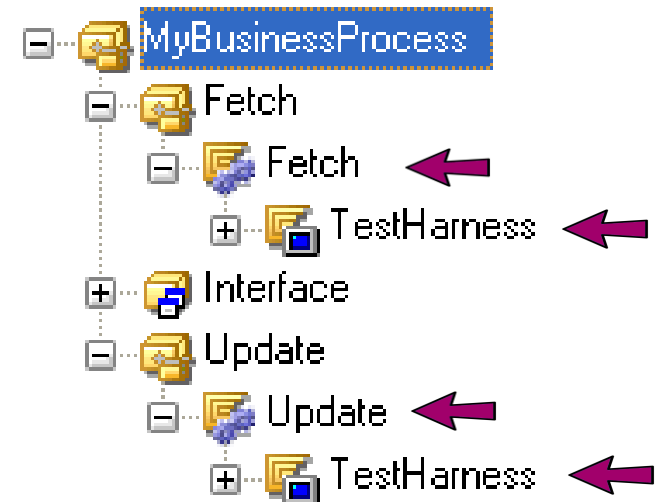 MyBusinessProcess
Fetch
Fetch
TestHarness
Interface
Update
Update
TestHarness